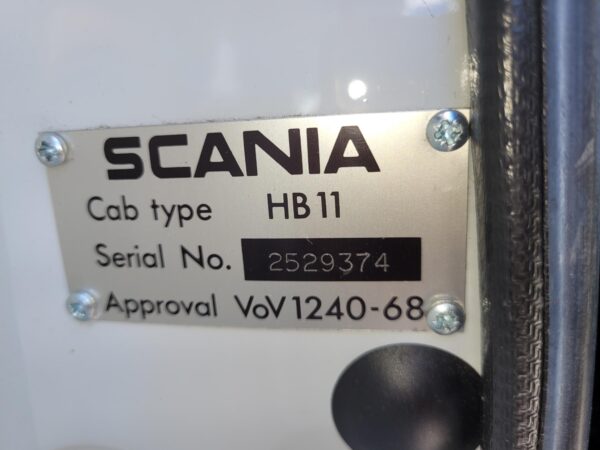 SCANIA
Cab type HB11
Serial No. 2529374
Approval VoV1240-68